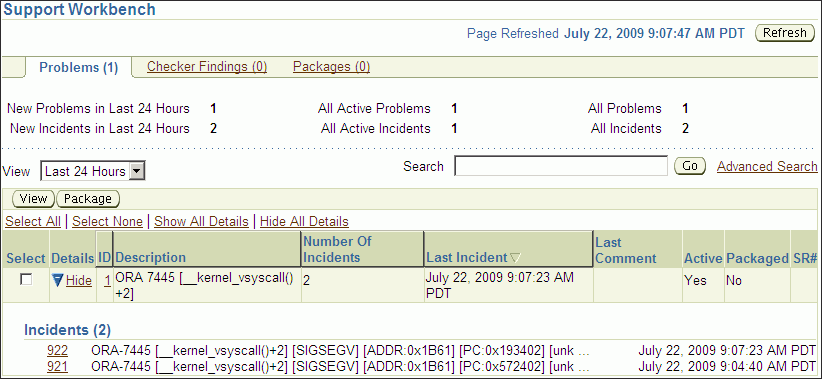 Support Workbench
Page Refreshed July 22, 2009 9:07:47 AM PDT Refresh
Problems (1) Checker Findings (0) Packages (0)
New Problems in Last 24 Hours 1 All Active Problems 1 All Problems 1
New Incidents in Last 24 Hours 2 All Active Incidents 1 All Incidents 2
View Last 24 Hours Search Go Advanced Search
View Package
Select All | Select None | Show All Details | Hide All Details
Select Details ID Description Number Of Incidents Last Incident Last Comment Active Packaged SR#
Hide 1 ORA 7445 [__kernel_vsyscall() 2 July 22, 2009 9:07:23 AM Yes No
+2] PDT
Incidents (2)
922 ORA-7445 [__kernel_vsyscall()+2] [SIGSEGV] [ADDR:0x1B61] [PC:0x193402] [unk ... July 22, 2009 9:07:23 AM PDT
921 ORA-7445 [__kernel_vsyscall()+2] [SIGSEGV] [ADDR:0x1B61] [PC:0x572402] [unk ... July 22, 2009 9:04:40 AM PDT